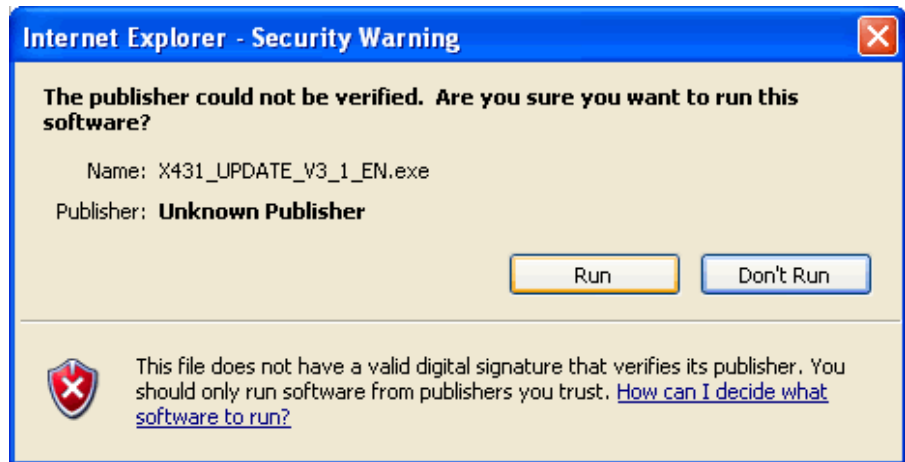 Internet Explorer - Security Warning
The publisher could not be verified. Are you sure you want to run this
software?
Name: X431_UPDATE_V3_1_EN.exe
Publisher: Unknown Publisher
Run Don't Run
This file does not have a valid digital signature that verifies its publisher. You
should only run software from publishers you trust. How can I decide what
software to run?